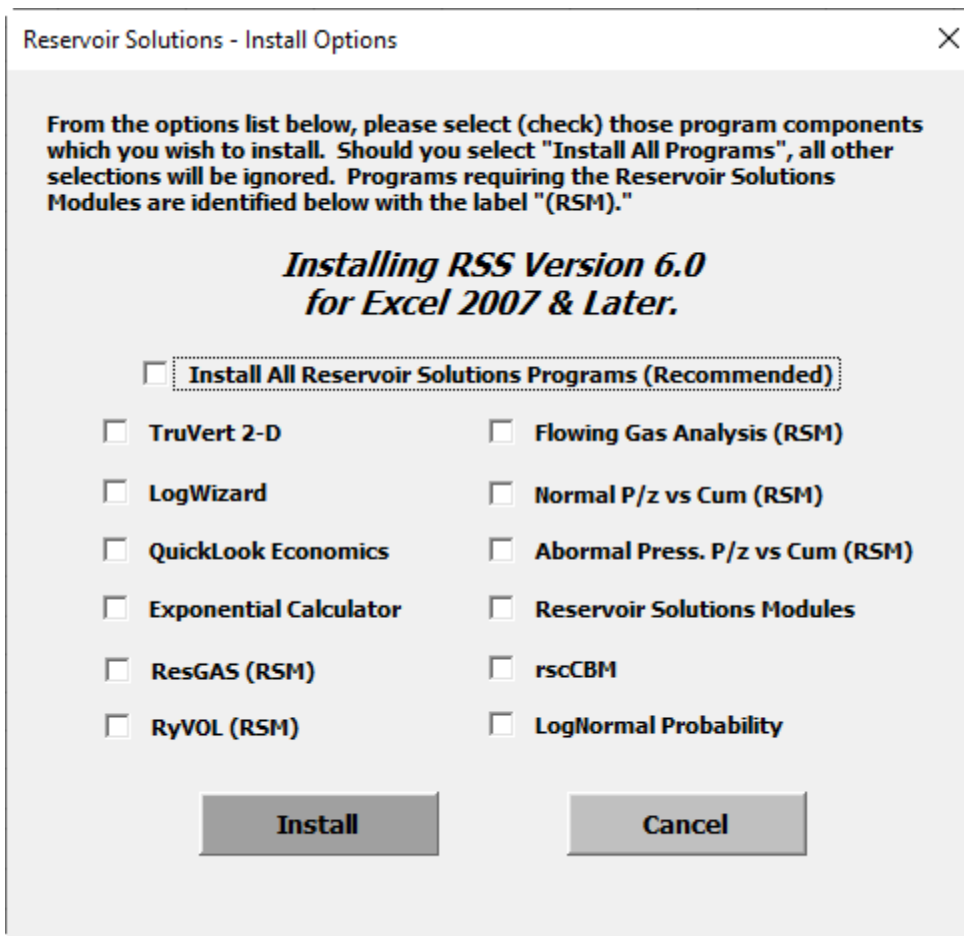 Reservoir Solutions - Install Options
From the options list below, please select (check) those program components
which you wish to install. Should you select "Install All Programs", all other
selections will be ignored. Programs requiring the Reservoir Solutions
Modules are identified below with the label "(RSM)."
Installing RSS Version 6.0
for Excel 2007 & Later.
Install All Reservoir Solutions Programs (Recommended)
TruVert 2-D
Flowing Gas Analysis (RSM)
LogWizard
Normal P/z vs Cum (RSM)
QuickLook Economics
Abormal Press. P/z vs Cum (RSM)
Exponential Calculator
Reservoir Solutions Modules
ResGAS (RSM)
rscCBM
RyVOL (RSM)
LogNormal Probability
Install
Cancel